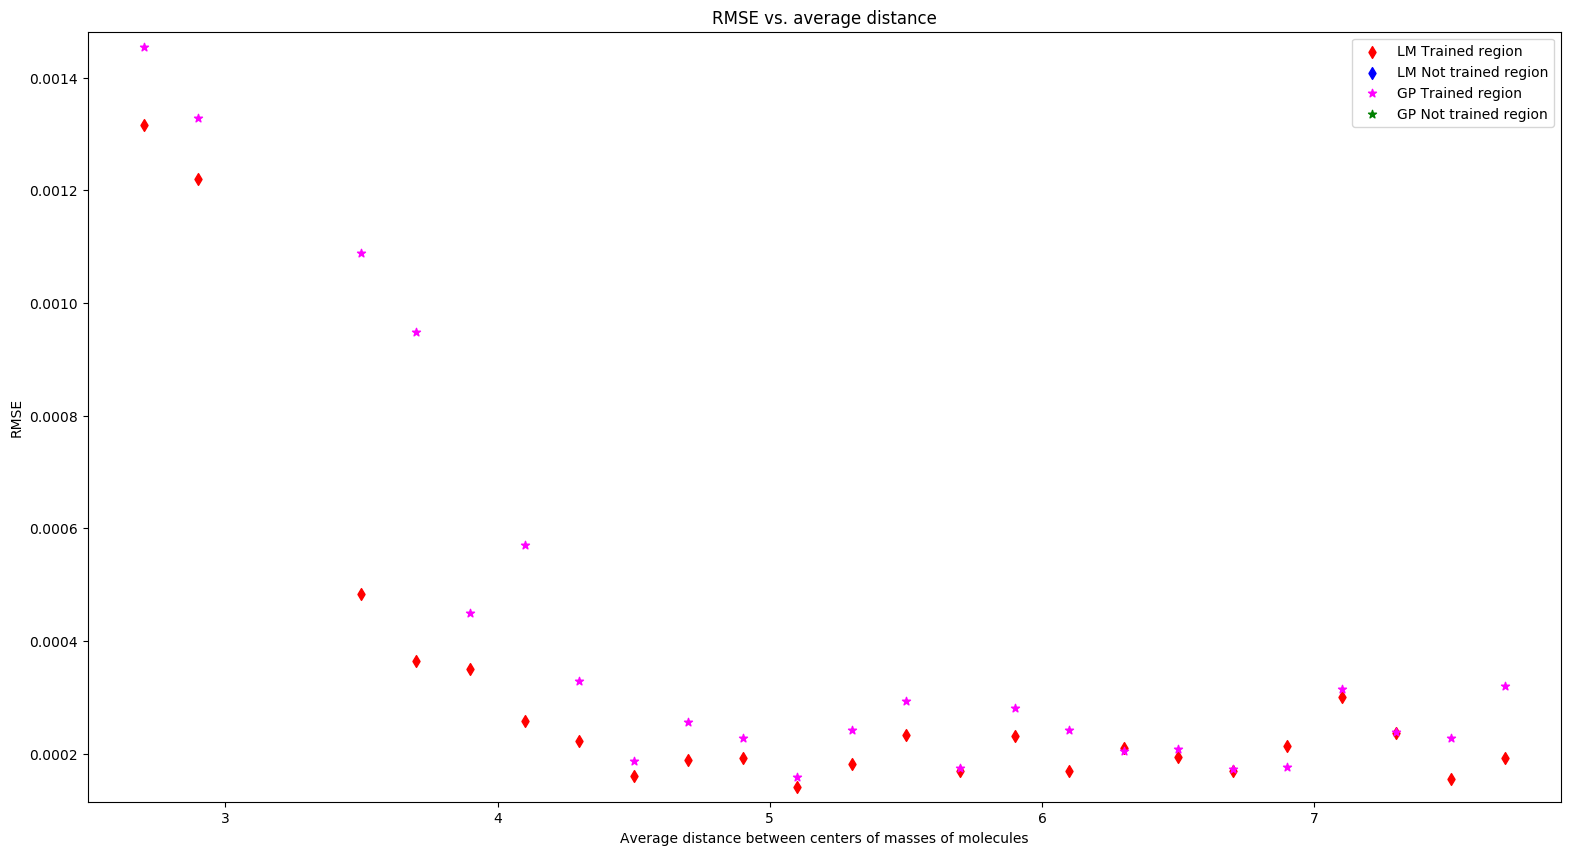 RMSE vs. average distance
LM Trained region
LM Not trained region
GP Trained region
GP Not trained region
RMSE
0.0014
0.0012
0.0010
0.0008
0.0006
0.0004
0.0002
3 4 5 6 7
Average distance between centers of masses of molecules